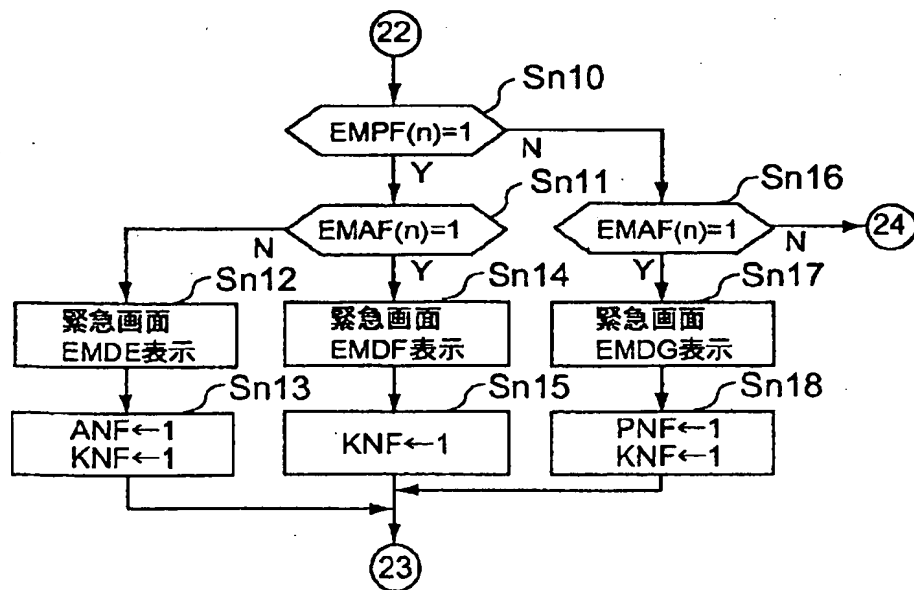 22
Sn10
EMPF(n)=1
N
Y
Sn11
Sn16
EMAF(n)=1
EMAF(n)=1
24
N
Y
N
Y
Sn12
Sn14
Sn17
緊急画面
EMDE表示
緊急画面
EMDF表示
緊急画面
EMDG表示
Sn13
Sn15
Sn18
ANF←1
KNF←1
KNF←1
PNF←1
KNF←1
23